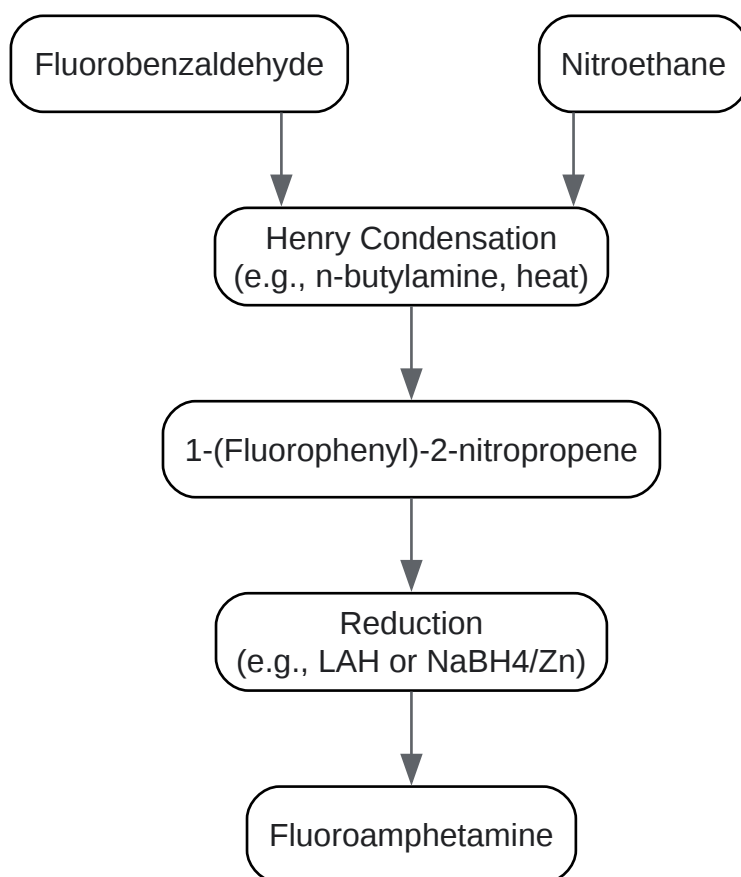 Fluorobenzaldehyde
Nitroethane
Henry Condensation
(e.g., n-butylamine, heat)
1-(Fluorophenyl)-2-nitropropene
Reduction
(e.g., LAH or NaBH4/Zn)
Fluoroamphetamine